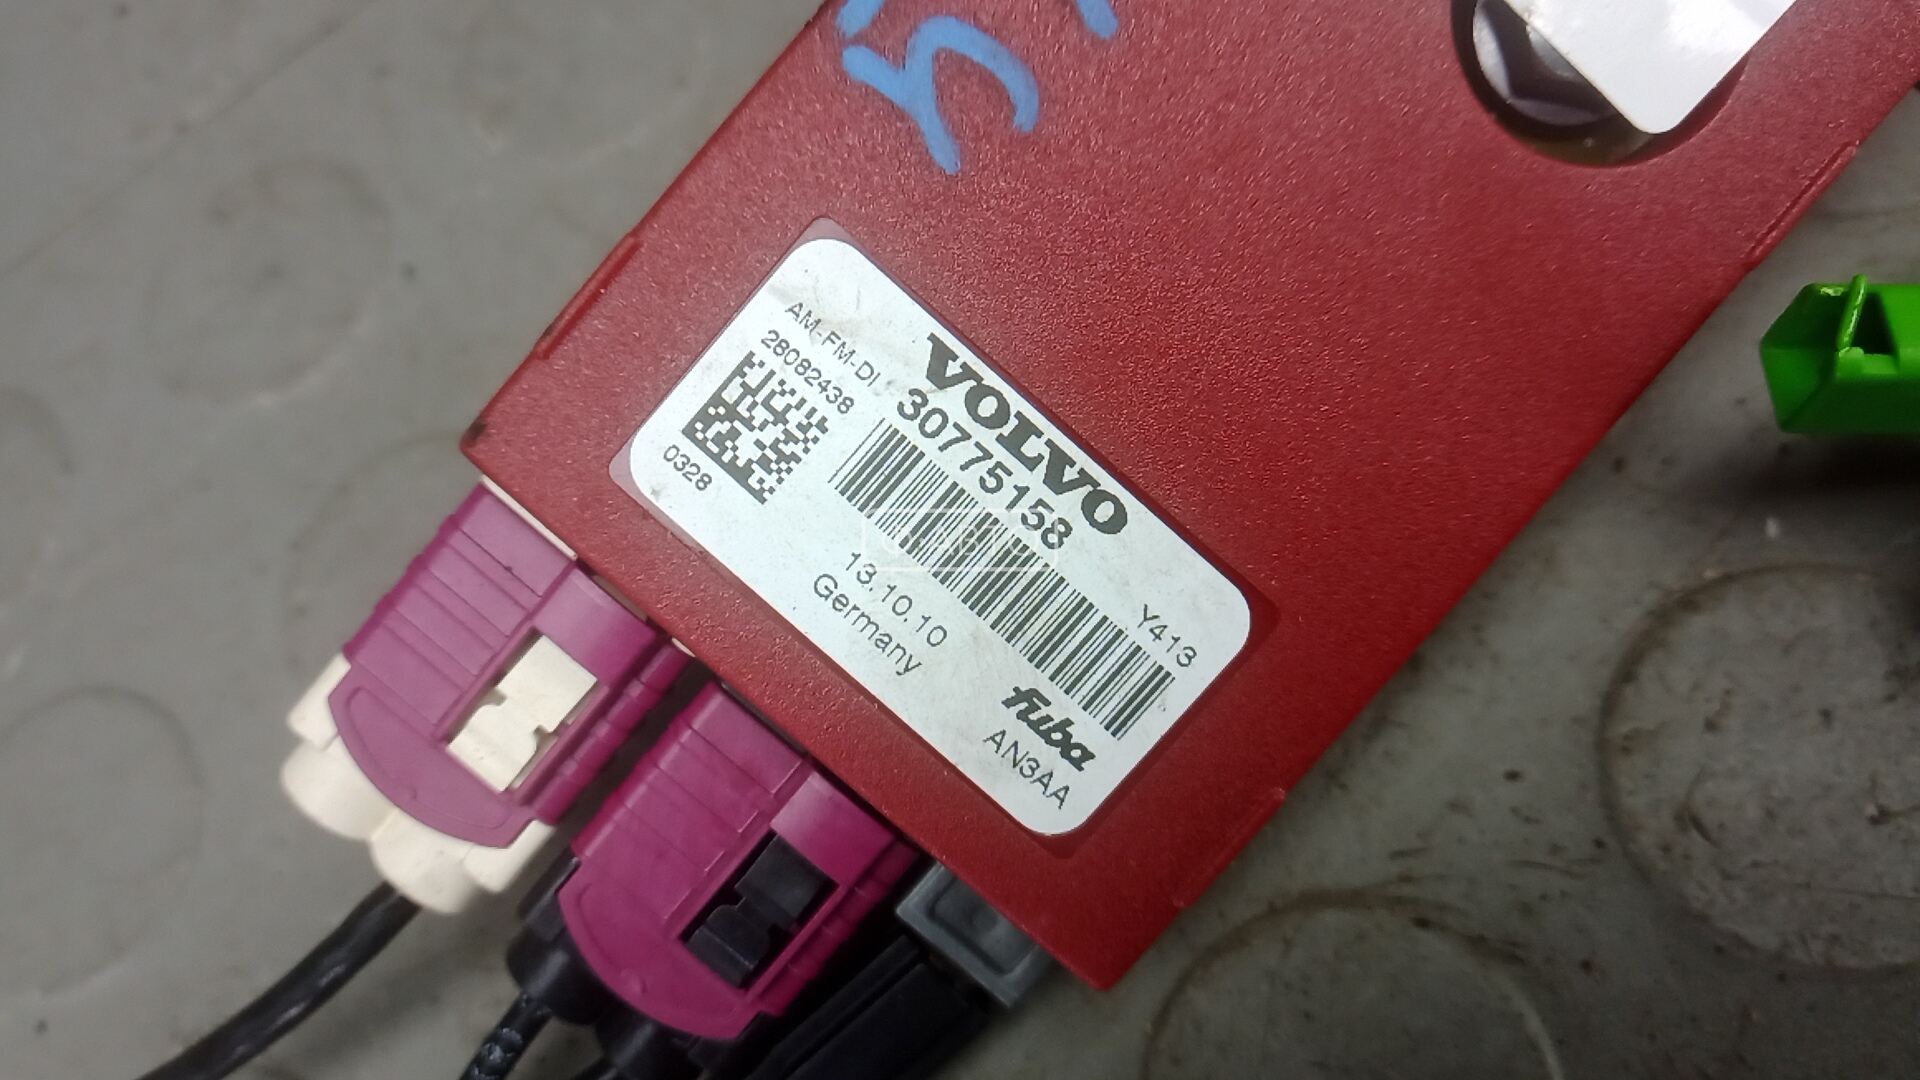 AM-FM-DI
28082438
0328
VOLVO
30775158
Y413
13.10.10
Germany
fuba
AN3AA